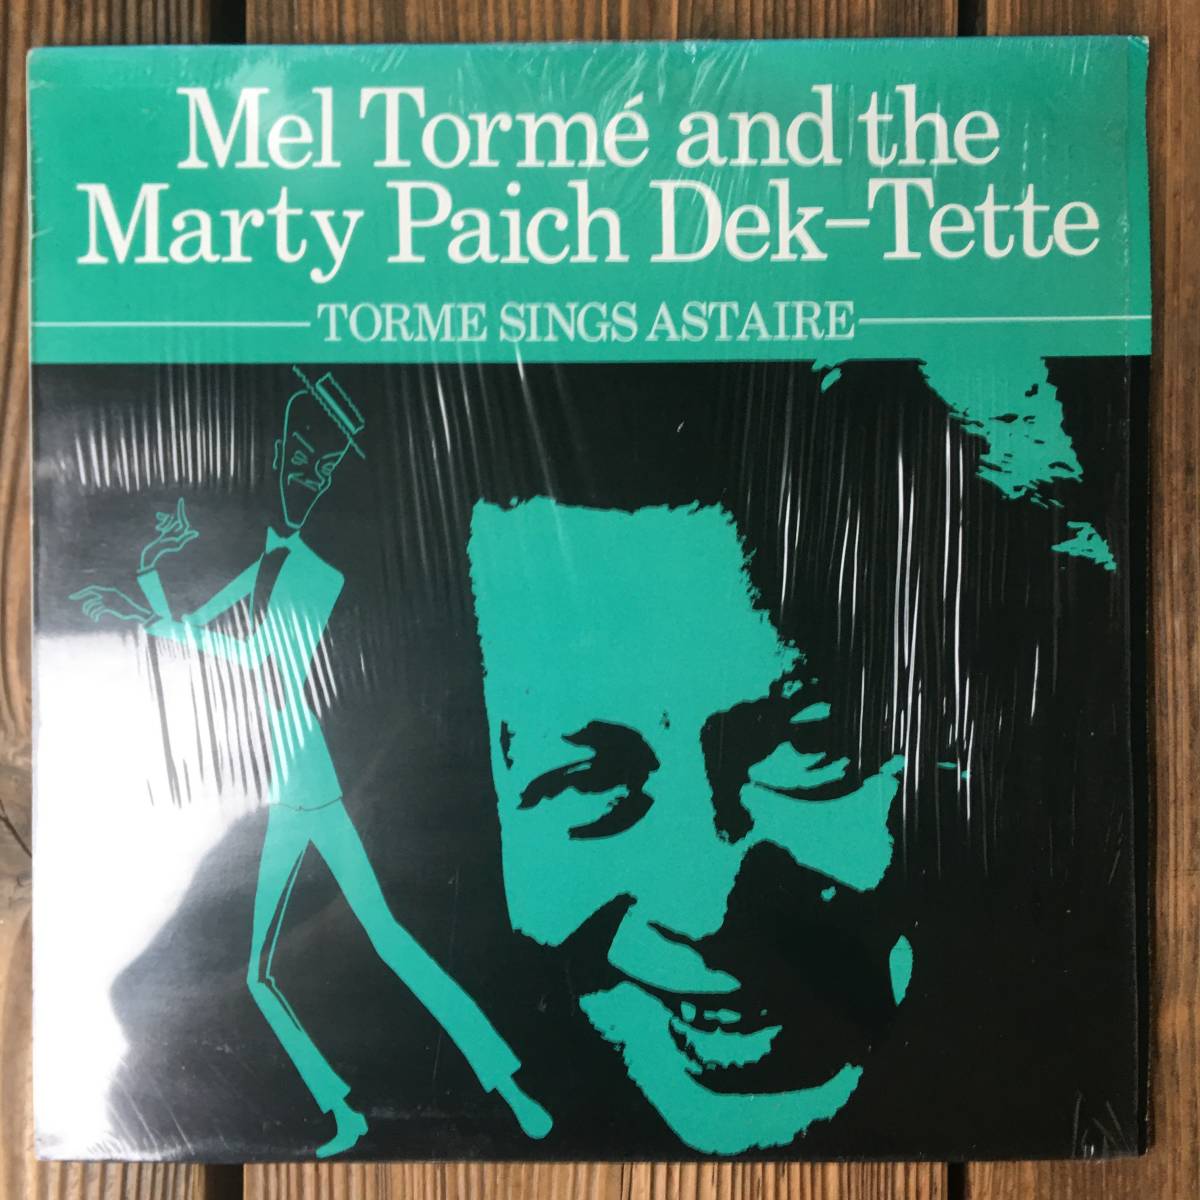 Mel Tormé and the
Marty Paich Dek-Tette
TORME SINGS ASTAIRE